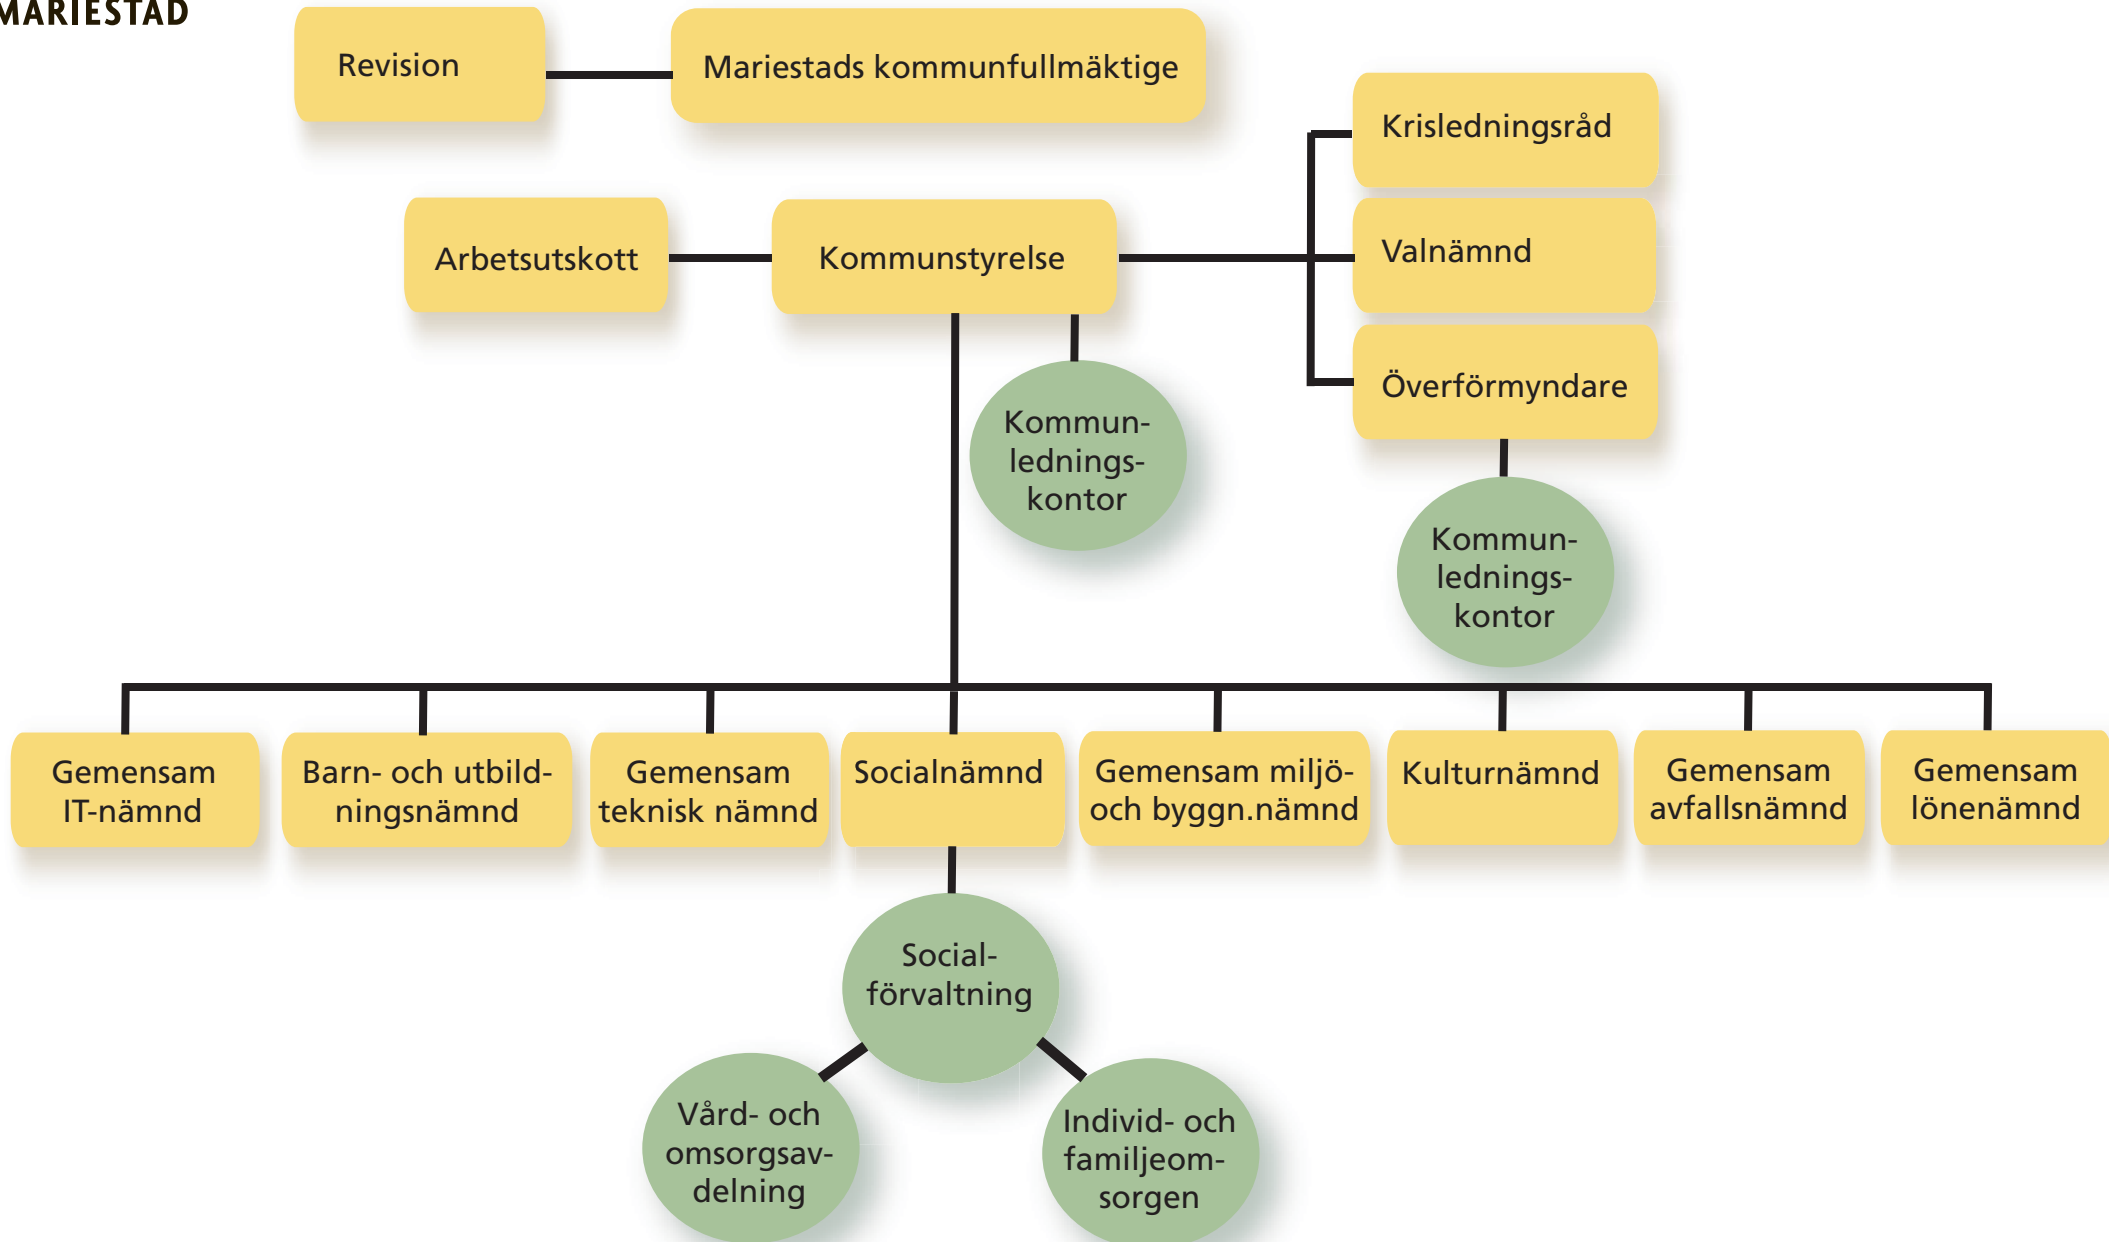 MARIESTAD
Revision
Mariestads kommunfullmäktige
Krisledningsråd
Arbetsutskott
Kommunstyrelse
Valnämnd
Överförmyndare
Kommun-
lednings-
kontor
Kommun-
lednings-
kontor
Gemensam
IT-nämnd
Barn- och utbild-
ningsnämnd
Gemensam
teknisk nämnd
Socialnämnd
Gemensam miljö-
och byggn.nämnd
Kulturnämnd
Gemensam
avfallsnämnd
Gemensam
lönenämnd
Social-
förvaltning
Vård- och
omsorgsav-
delning
Individ- och
familjeom-
sorgen